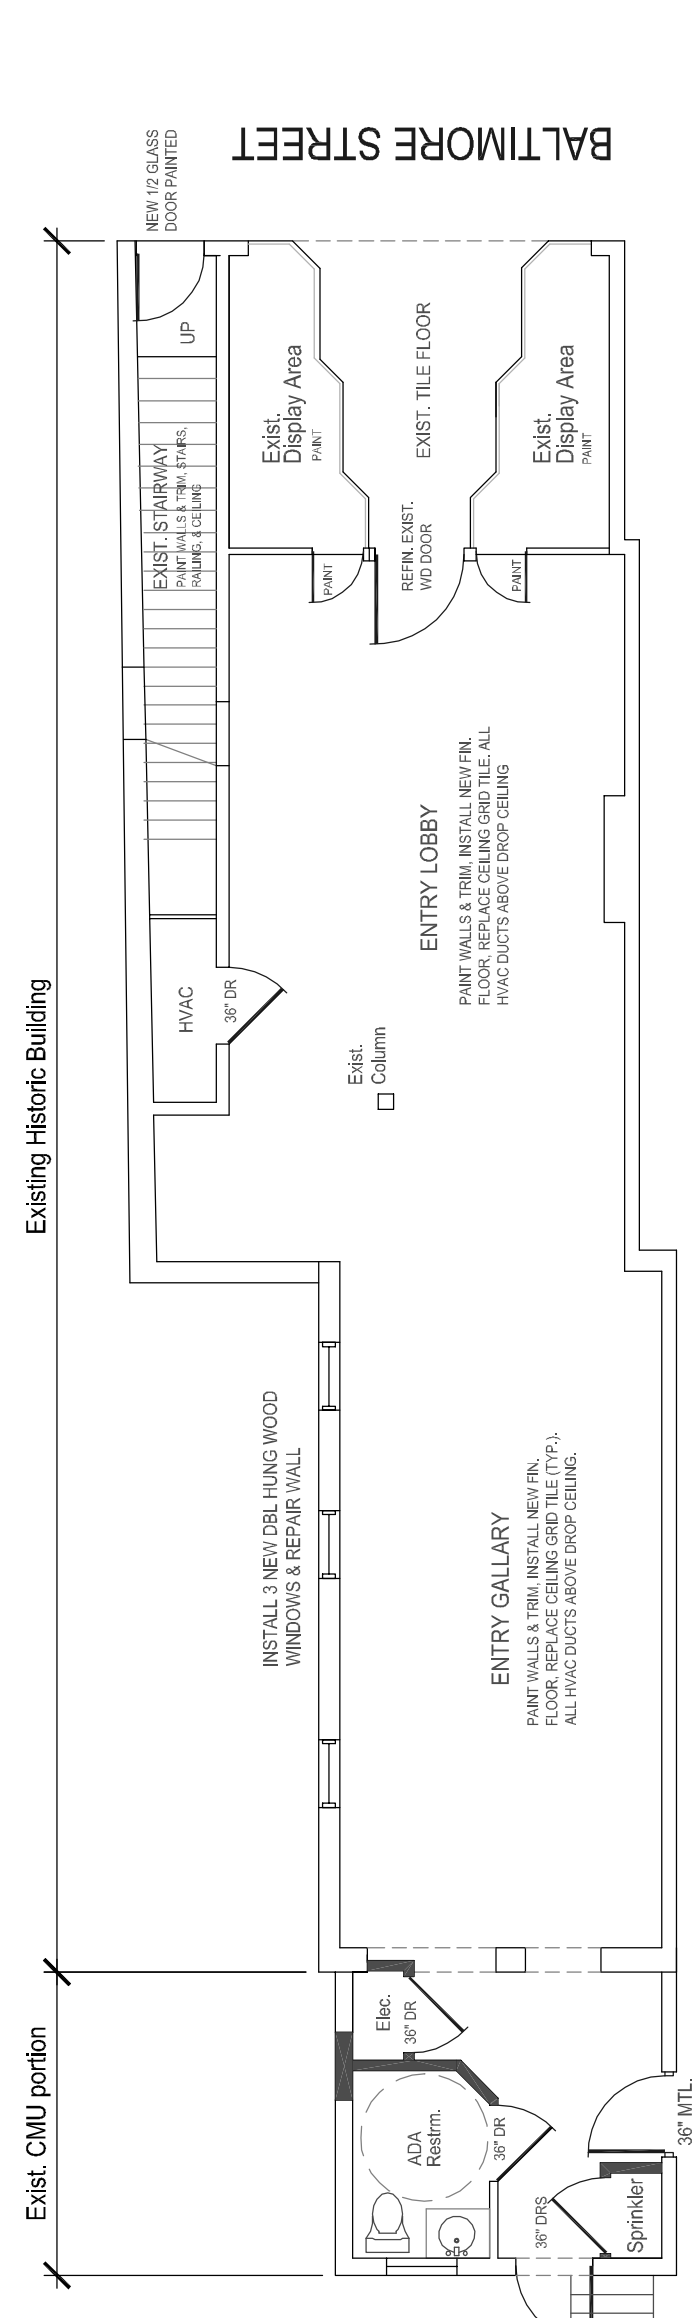 BALTIMORE STREET
NEW 1/2 GLASS
DOOR PAINTED
UP
EXIST. STAIRWAY
PAINT WALLS & TRIM, STAIRS,
RAILING, & CEILING
Exist.
Display Area
PAINT
EXIST. TILE FLOOR
Exist.
Display Area
PAINT
PAINT
REFIN. EXIST.
WD DOOR
PAINT
ENTRY LOBBY
PAINT WALLS & TRIM, INSTALL NEW FIN.
FLOOR, REPLACE CEILING GRID TILE. ALL
HVAC DUCTS ABOVE DROP CEILING
HVAC
36" DR
Exist.
Column
Existing Historic Building
INSTALL 3 NEW DBL HUNG WOOD
WINDOWS & REPAIR WALL
ENTRY GALLARY
PAINT WALLS & TRIM, INSTALL NEW FIN.
FLOOR, REPLACE CEILING GRID TILE (TYP.).
ALL HVAC DUCTS ABOVE DROP CEILING.
Exist. CMU portion
Elec.
36" DR
ADA
Restrm.
36" DR
36" MTL.
36" DRS
Sprinkler